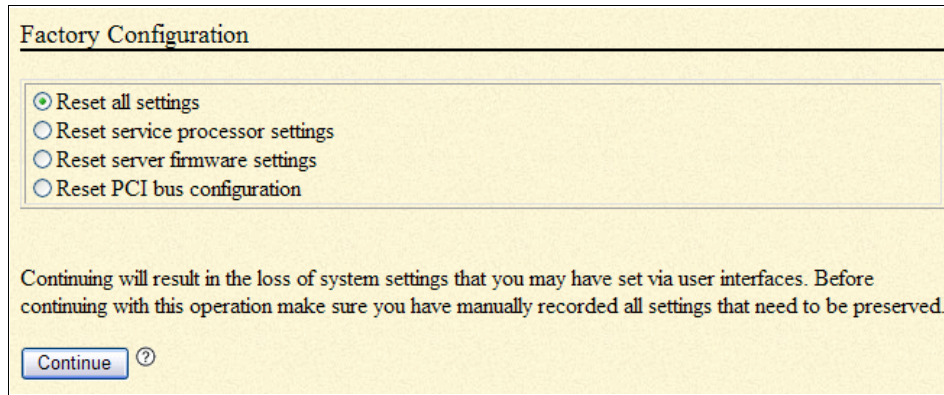 Factory Configuration
Reset all settings
Reset service processor settings
Reset server firmware settings
Reset PCI bus configuration
Continuing will result in the loss of system settings that you may have set via user interfaces. Before
continuing with this operation make sure you have manually recorded all settings that need to be preserved.
Continue ?